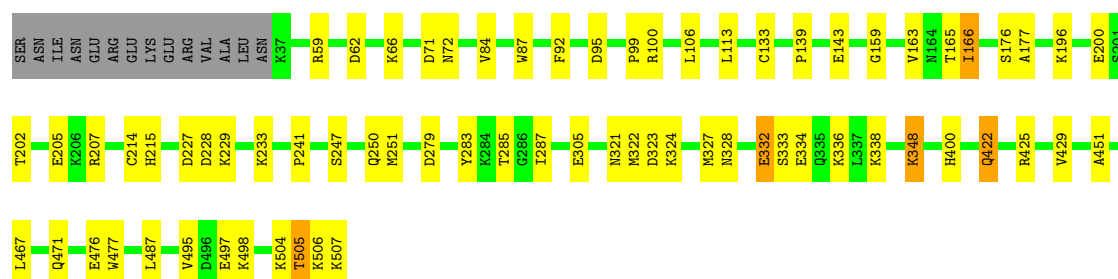 SER ASN ILE ASN GLU ARG GLU LYS GLU ARG VAL ALA LEU ASN K37 R59 D62 K66 D71 N72 V84 W87 F92 D95 P99 R100 L106 L113 C133 P139 E143 G159 V163 N164 T165 I166 S176 A177 K196 E200 S201
T202 E205 K206 R207 C214 H215 D227 D228 K229 K233 P241 S247 Q250 M251 D279 Y283 K284 T285 G286 I287 E305 N321 M322 D323 K324 M327 N328 E332 S333 E334 Q335 K336 L337 K338 K348 H400 Q422 R425 V429 A451
L467 Q471 E476 W477 L487 V495 D496 E497 K498 K504 T505 K506 K507